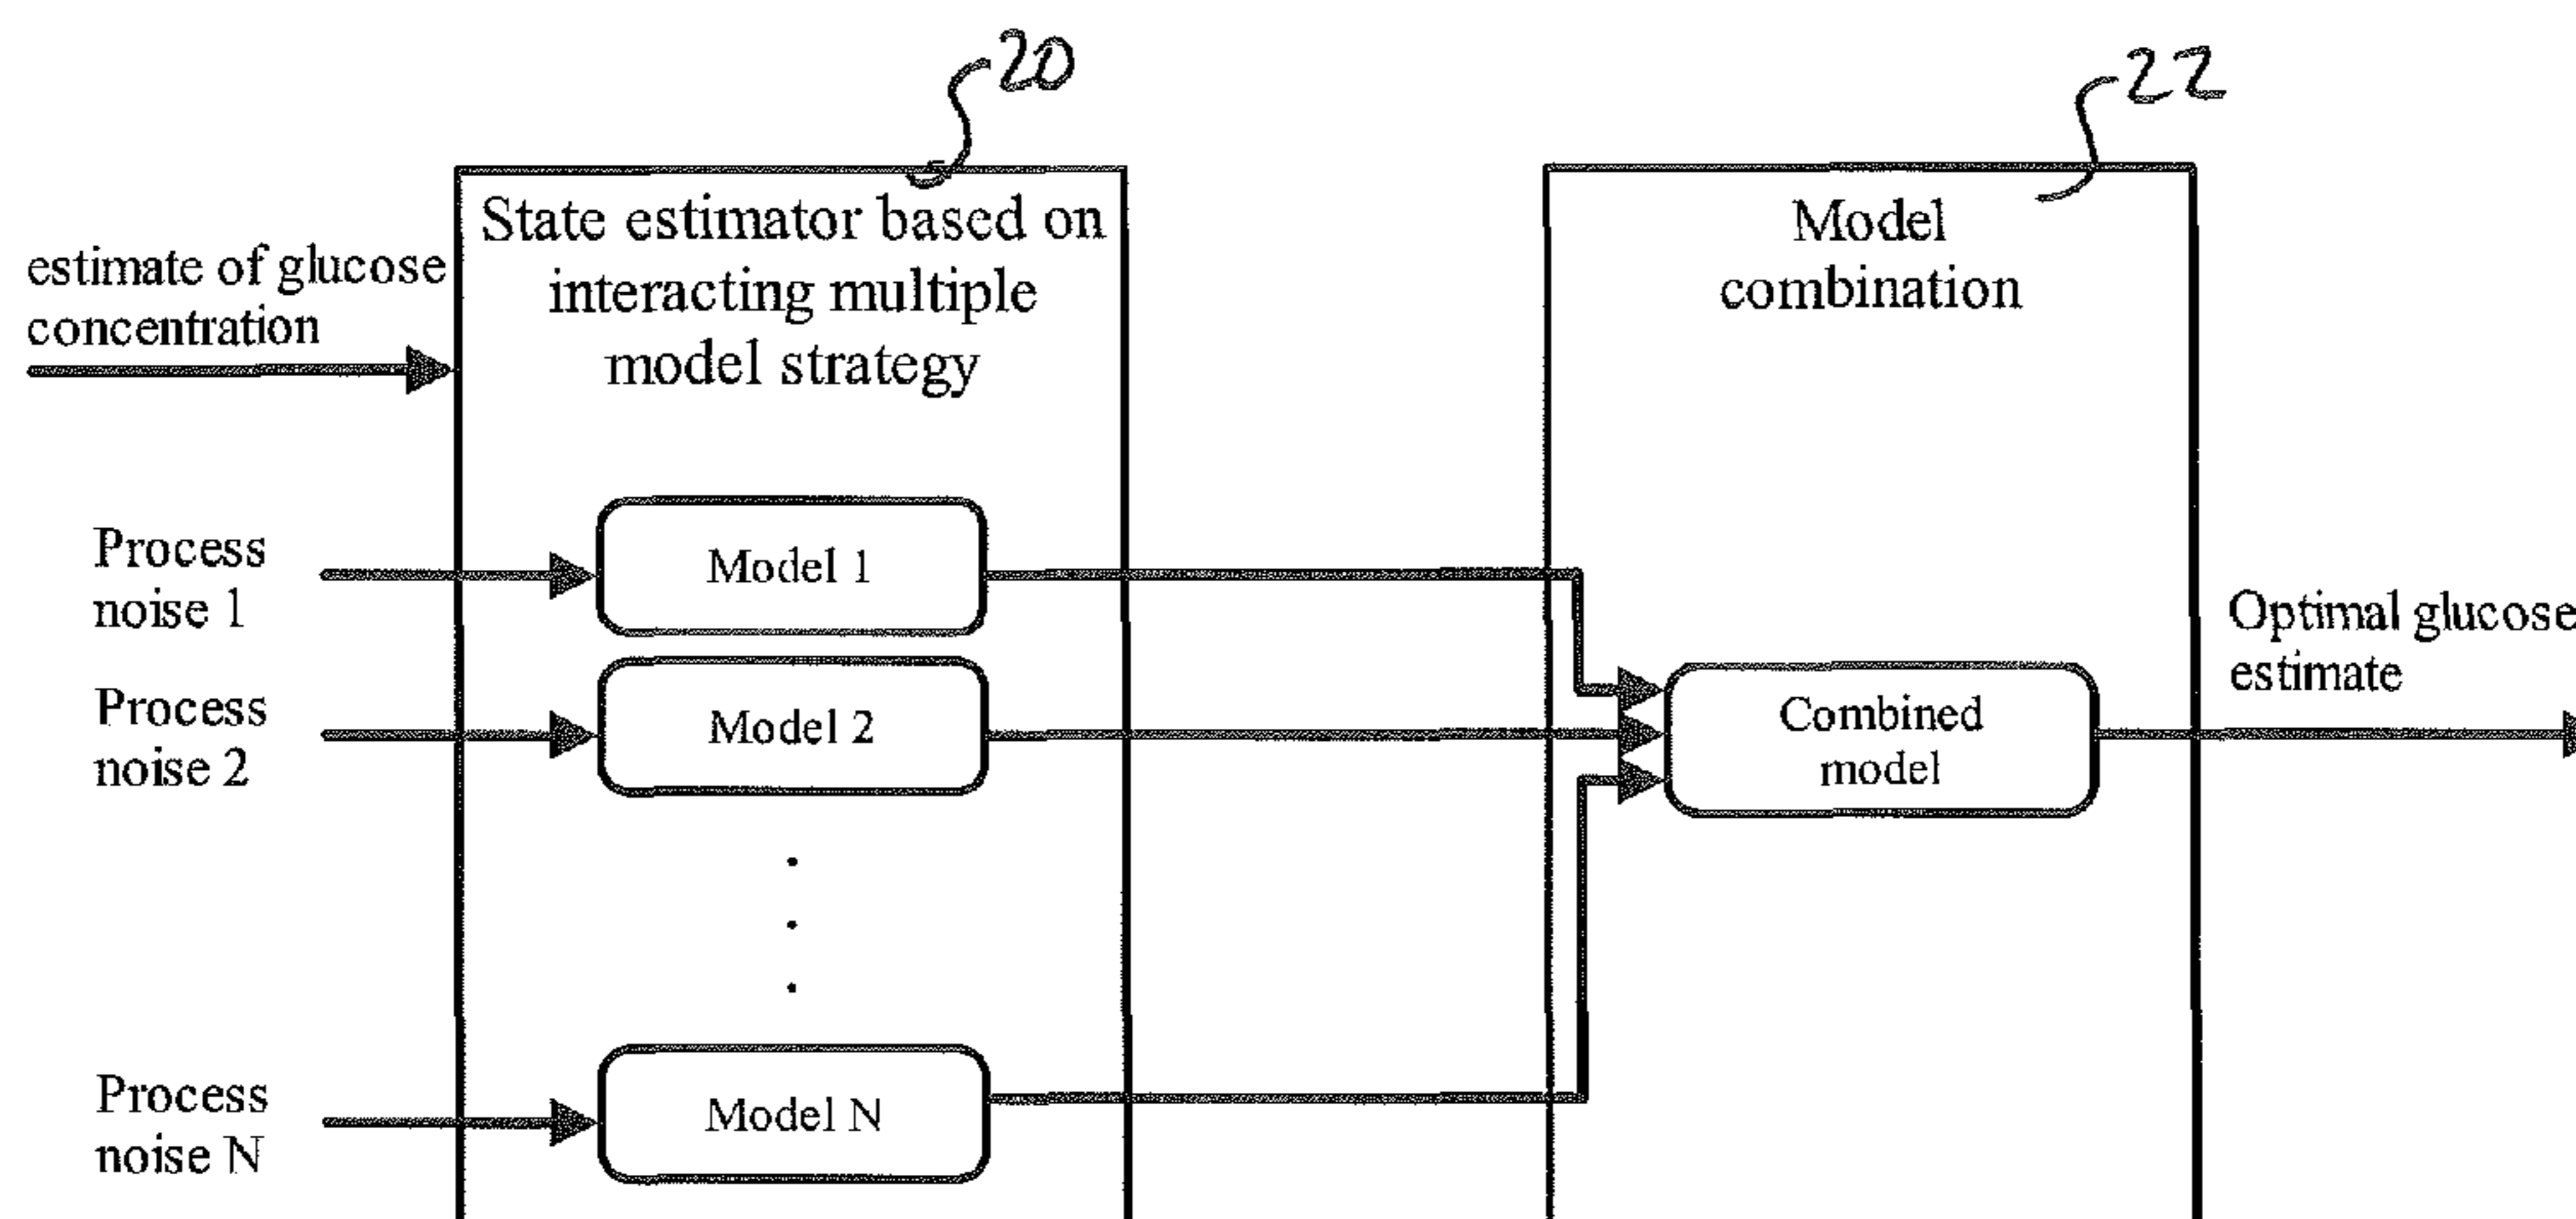 20
22
State estimator based on
interacting multiple
model strategy
Model
combination
estimate of glucose
concentration
Process
noise 1
Model 1
Process
noise 2
Model 2
Combined
model
Optimal glucose
estimate
.
.
.
Process
noise N
Model N